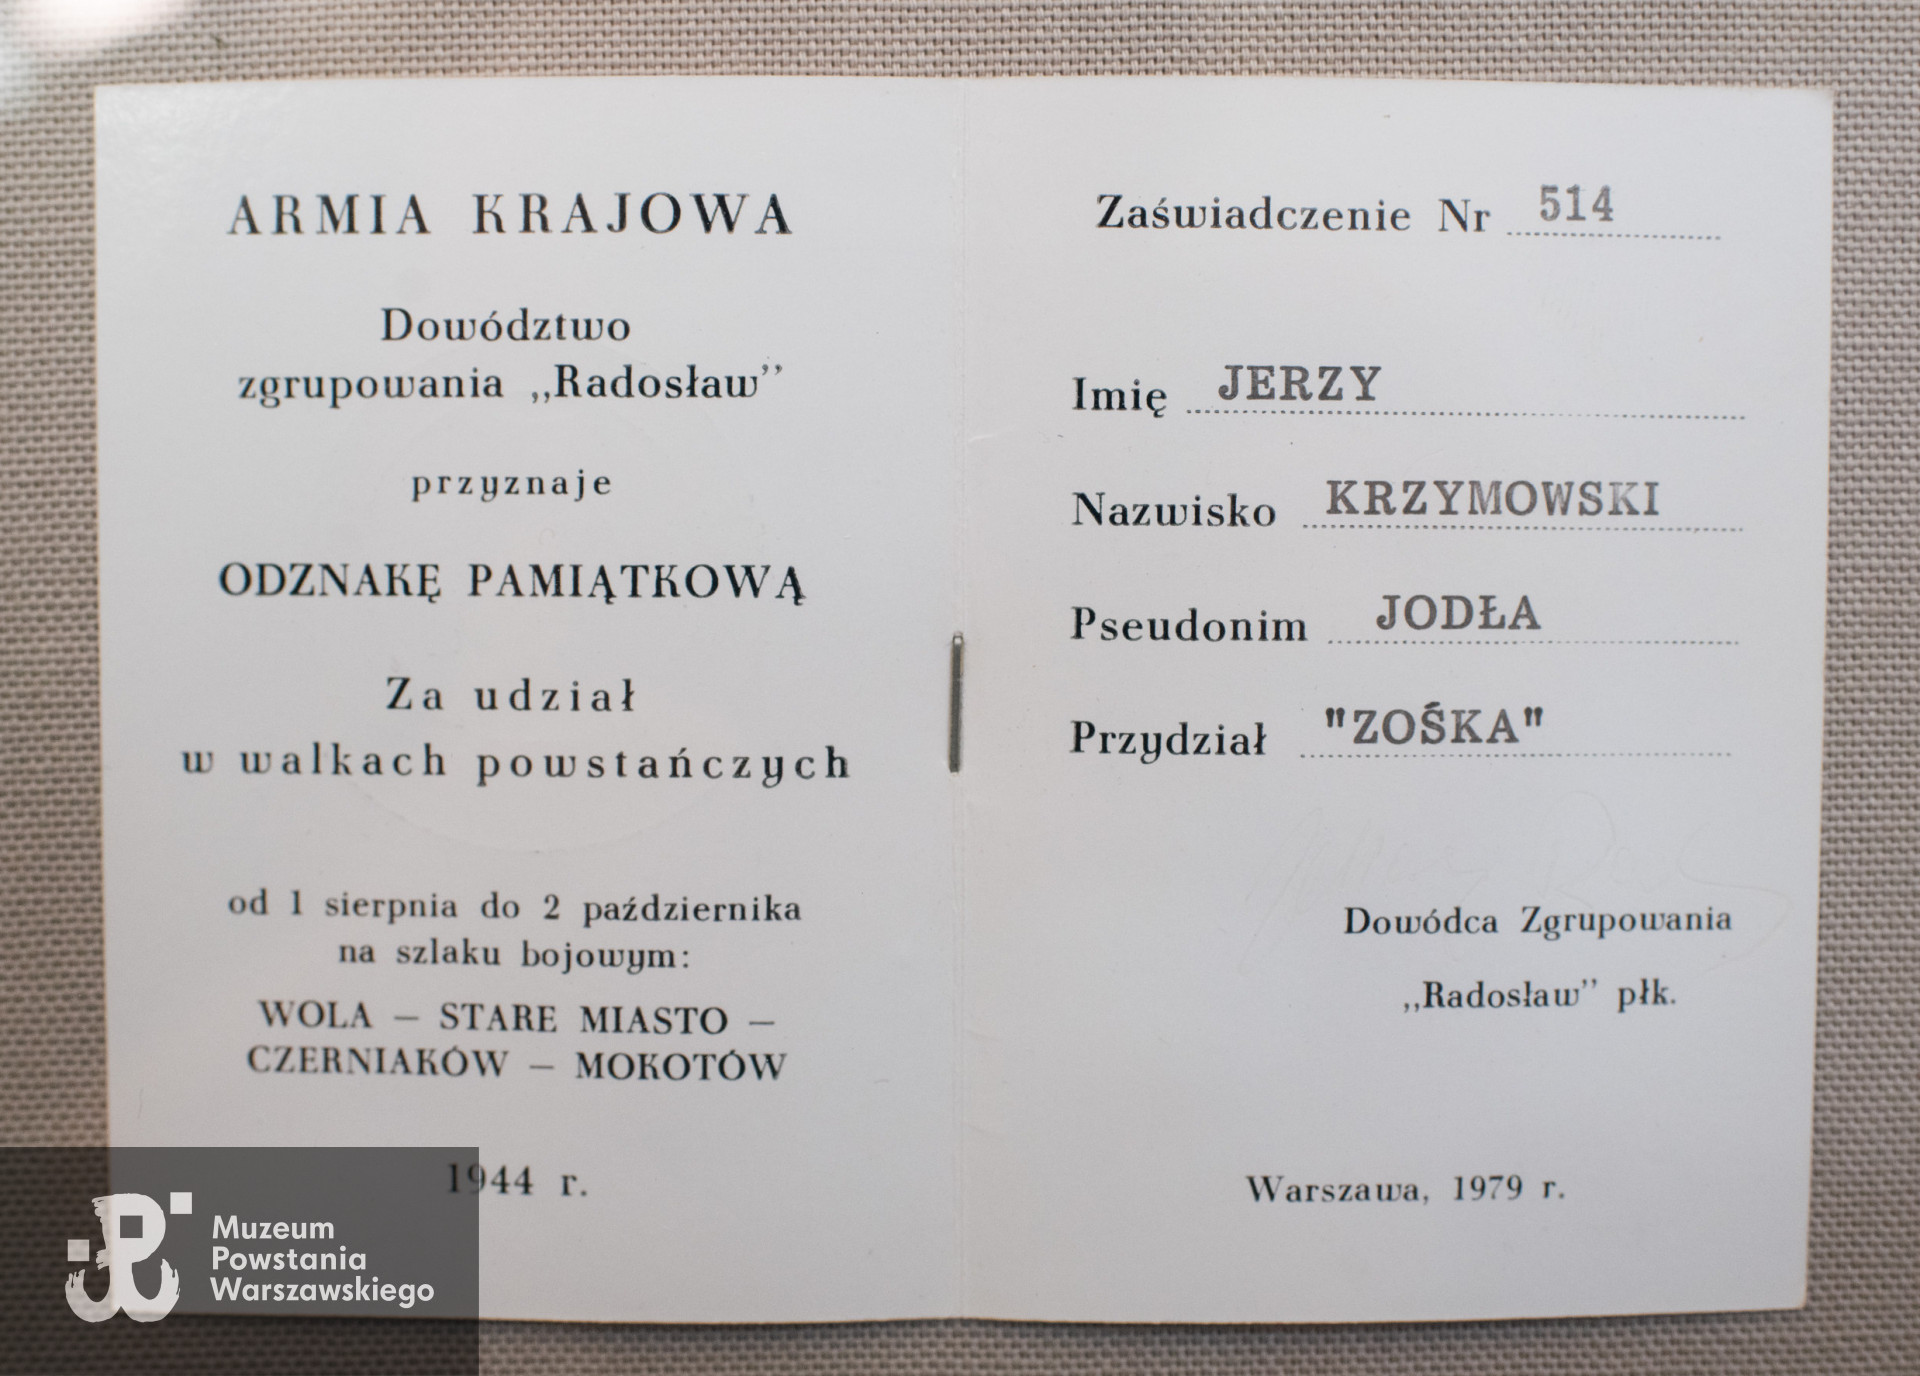 ARMIA KRAJOWA
Dowództwo
zgrupowania „Radosław”
przyznaje
ODZNAKĘ PAMIĄTKOWĄ
Za udział
w walkach powstańczych
od 1 sierpnia do 2 października
na szlaku bojowym:
WOLA — STARE MIASTO —
CZERNIAKÓW — MOKOTÓW
1944 r.
Zaświadczenie Nr 514
Imię JERZY
Nazwisko KRZYMOWSKI
Pseudonim JODŁA
Przydział "ZOŚKA"
Dowódca Zgrupowania
„Radosław” płk.
Warszawa, 1979 r.
Muzeum
Powstania
Warszawskiego